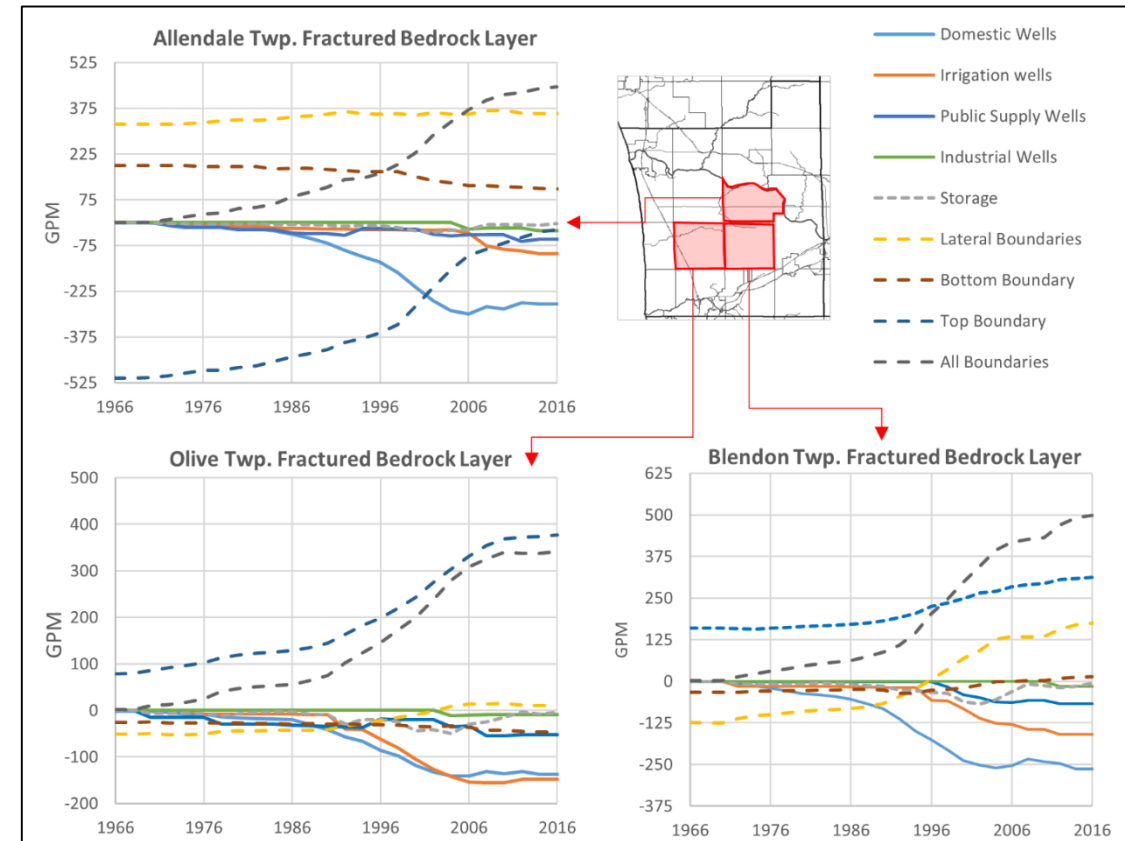 Allendale Twp. Fractured Bedrock Layer
525
375
225
75
-75
-225
-375
-525
GPM
1966 1976 1986 1996 2006 2016
Domestic Wells
Irrigation wells
Public Supply Wells
Industrial Wells
Storage
Lateral Boundaries
Bottom Boundary
Top Boundary
All Boundaries
Olive Twp. Fractured Bedrock Layer
500
400
300
200
100
0
-100
-200
GPM
1966 1976 1986 1996 2006 2016
Blendon Twp. Fractured Bedrock Layer
625
500
375
250
125
0
-125
-250
-375
GPM
1966 1976 1986 1996 2006 2016